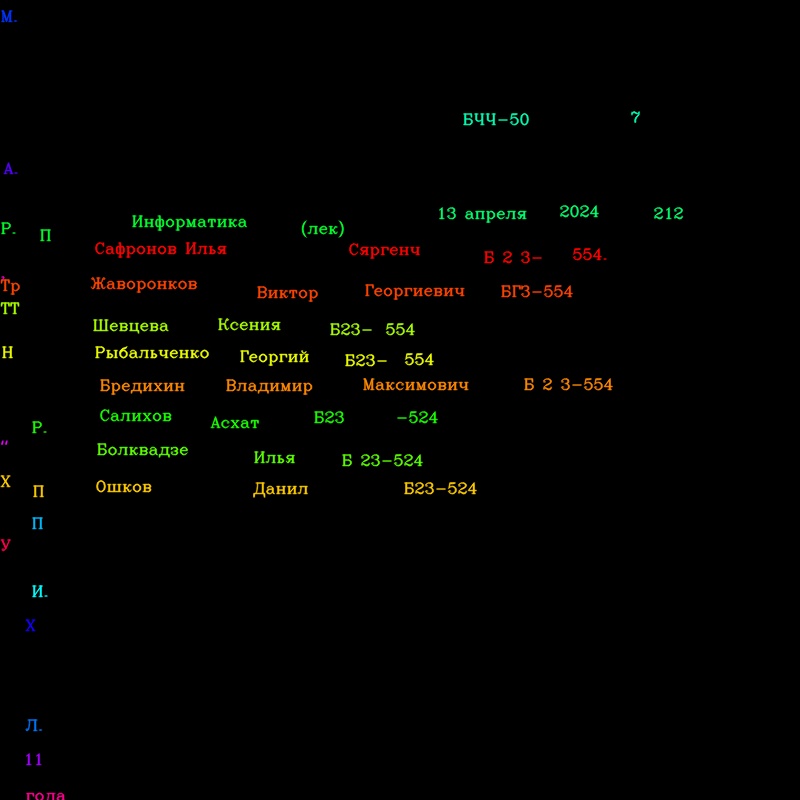 М.
БЧЧ-50 7
А.
Информатика (лек) 13 апреля 2024 212
Р. П
Сафронов Илья Сяргенч Б 2 3- 554.
Тр Жаворонков Виктор Георгиевич БГЗ-554
ТТ
Шевцева Ксения Б23- 554
Н Рыбальченко Георгий Б23- 554
Бредихин Владимир Максимович Б 2 3-554
Салихов Асхат Б23 -524
Р.
“
Болквадзе Илья Б 23-524
Х П Ошков Данил Б23-524
П
У
И.
Х
Л.
11
года